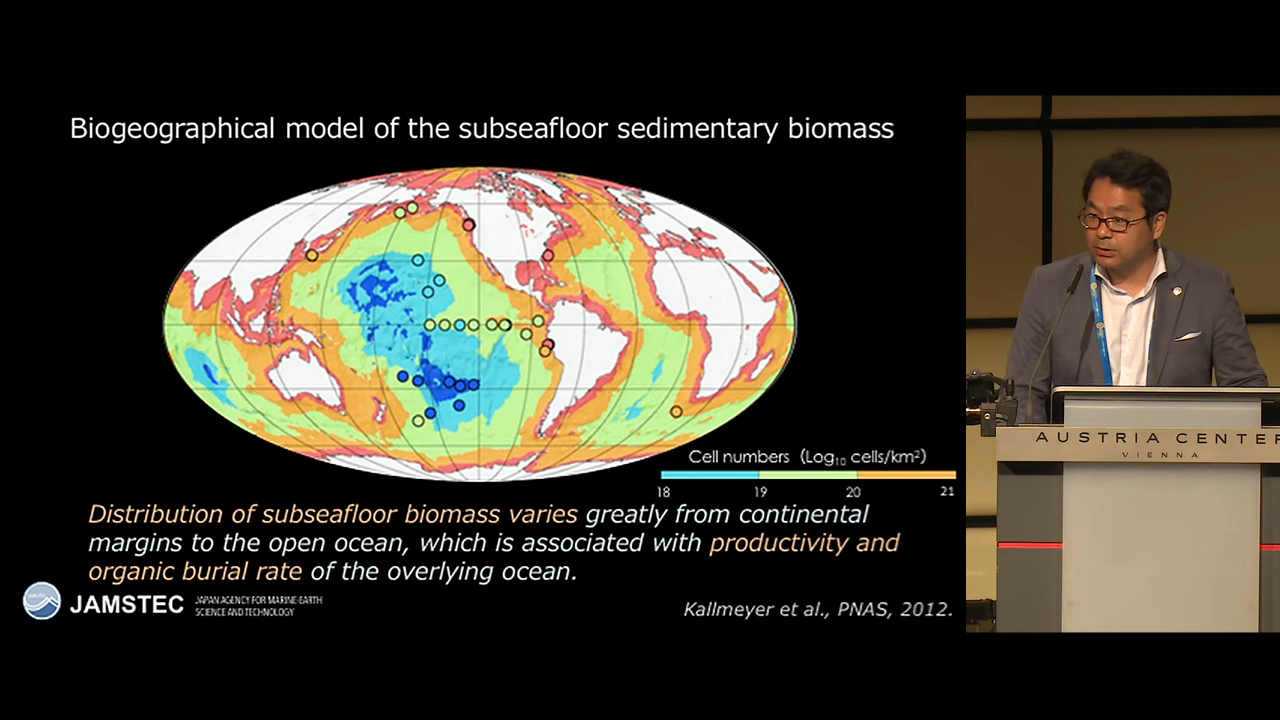 Biogeographical model of the subseafloor sedimentary biomass
Cell numbers (Log₁₀ cells/km²)
18 19 20 21
Distribution of subseafloor biomass varies greatly from continental
margins to the open ocean, which is associated with productivity and
organic burial rate of the overlying ocean.
JAMSTEC
JAPAN AGENCY FOR MARINE-EARTH
SCIENCE AND TECHNOLOGY
Kallmeyer et al., PNAS, 2012.
AUSTRIA CENTER
VIENNA